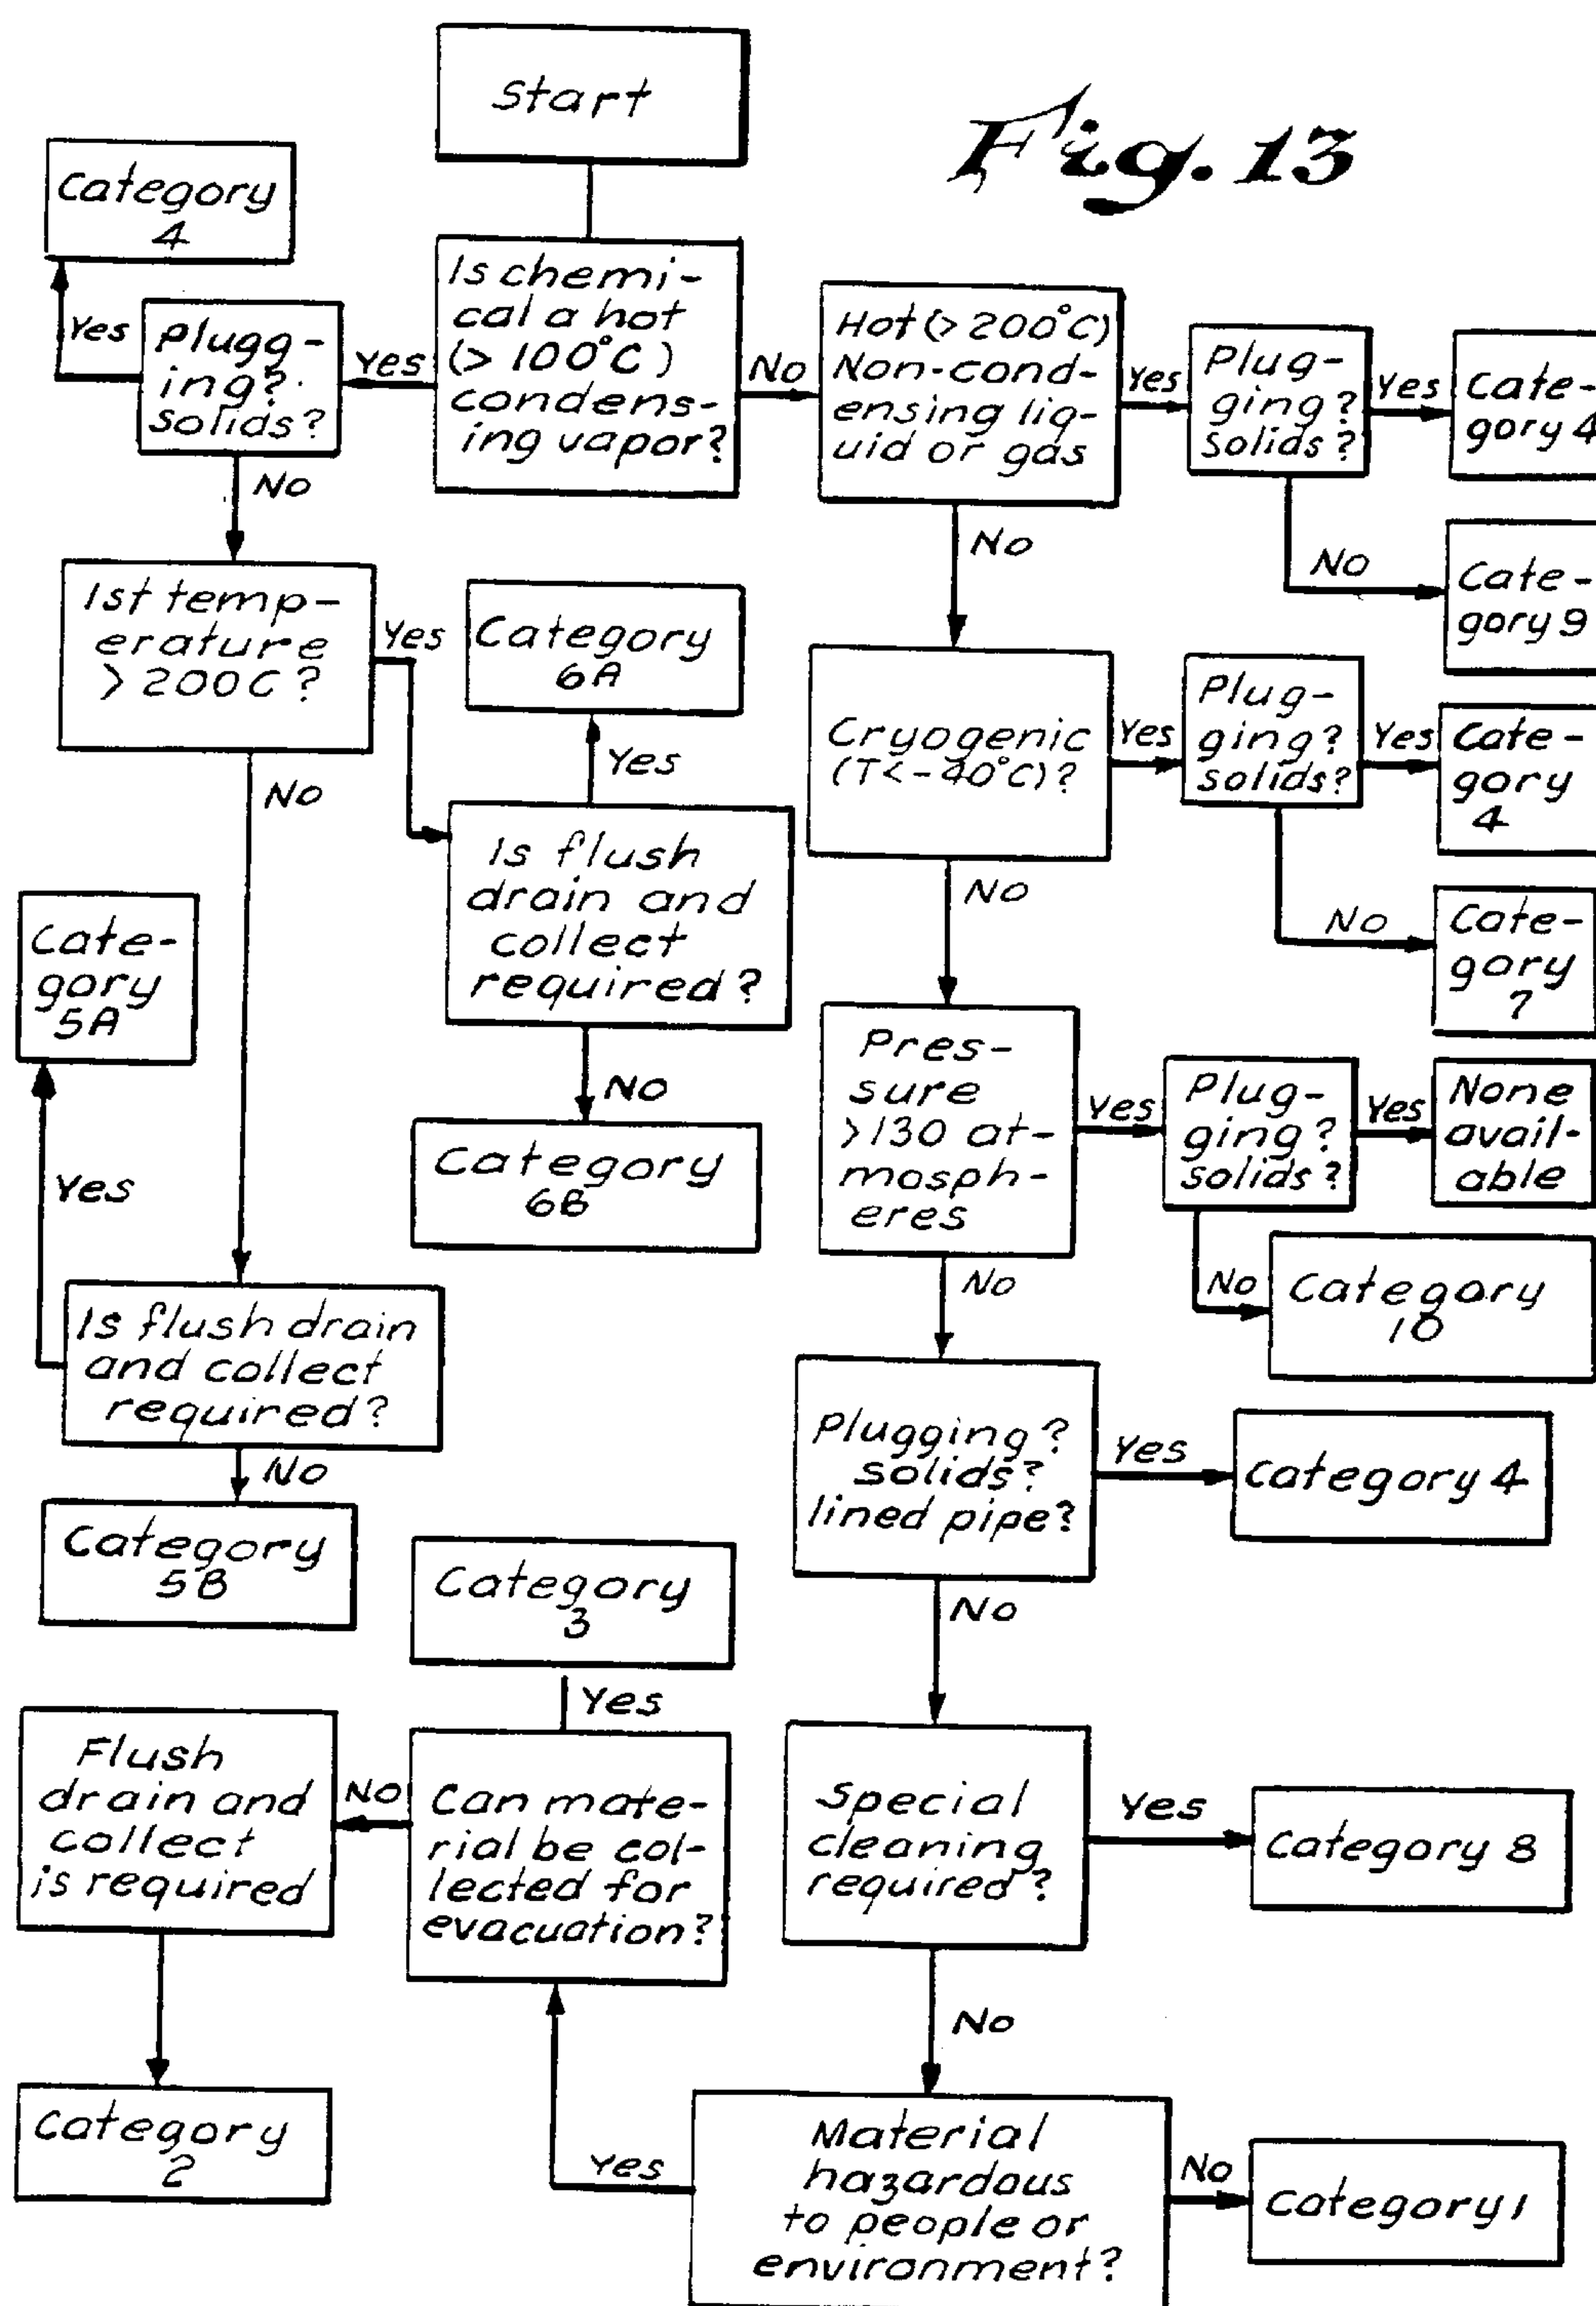 Start
Fig. 13
Category
4
Yes
Plugg-
ing?
solids?
Yes
Is chemi-
cal a hot
(> 100°C)
condens-
ing vapor?
No
Hot (> 200°C)
Non-cond-
ensing liq-
uid or gas
Yes
Plug-
ging?
solids?
Yes
Cate-
gory 4
No
No
No
Cate-
gory 9
Ist temp-
erature
> 200C?
Yes
Category
6A
Yes
No
Cryogenic
(T<-40°C)?
Yes
Plug-
ging?
solids?
Yes
Cate-
gory
4
Is flush
drain and
collect
required?
No
No
Cate-
gory
7
Cate-
gory
5A
Yes
No
Category
6B
Pres-
sure
>130 at-
mosph-
eres
Yes
Plug-
ging?
solids?
Yes
None
avail-
able
No
No
Category
10
Is flush drain
and collect
required?
No
Category
5B
Plugging?
solids?
lined pipe?
Yes
Category 4
No
Category
3
Yes
Flush
drain and
collect
is required
No
Can mate-
rial be col-
lected for
evacuation?
Special
cleaning
required?
Yes
Category 8
No
Category
2
Yes
Material
hazardous
to people or
environment?
No
Category 1